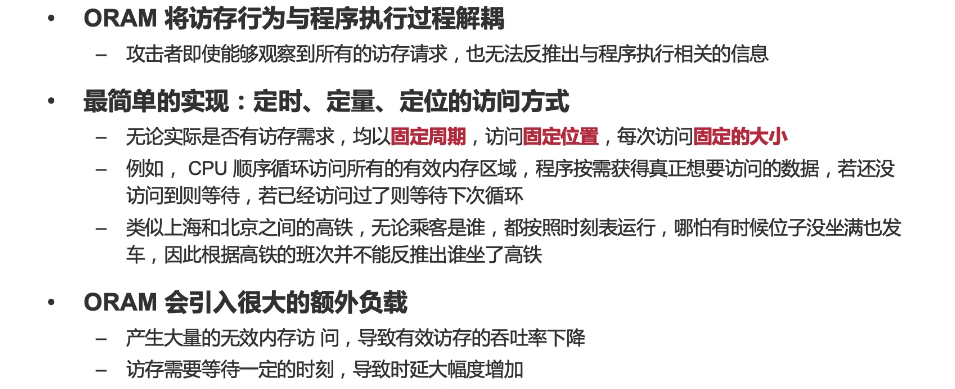 • ORAM 将访存行为与程序执行过程解耦
– 攻击者即使能够观察到所有的访存请求，也无法反推出与程序执行相关的信息
• 最简单的实现：定时、定量、定位的访问方式
– 无论实际是否有访存需求，均以固定周期，访问固定位置，每次访问固定的大小
– 例如， CPU 顺序循环访问所有的有效内存区域，程序按需获得真正想要访问的数据，若还没
访问到则等待，若已经访问过了则等待下次循环
– 类似上海和北京之间的高铁，无论乘客是谁，都按照时刻表运行，哪怕有时候位子没坐满也发
车，因此根据高铁的班次并不能反推出谁坐了高铁
• ORAM 会引入很大的额外负载
– 产生大量的无效内存访 问，导致有效访存的吞吐率下降
– 访存需要等待一定的时刻，导致时延大幅度增加